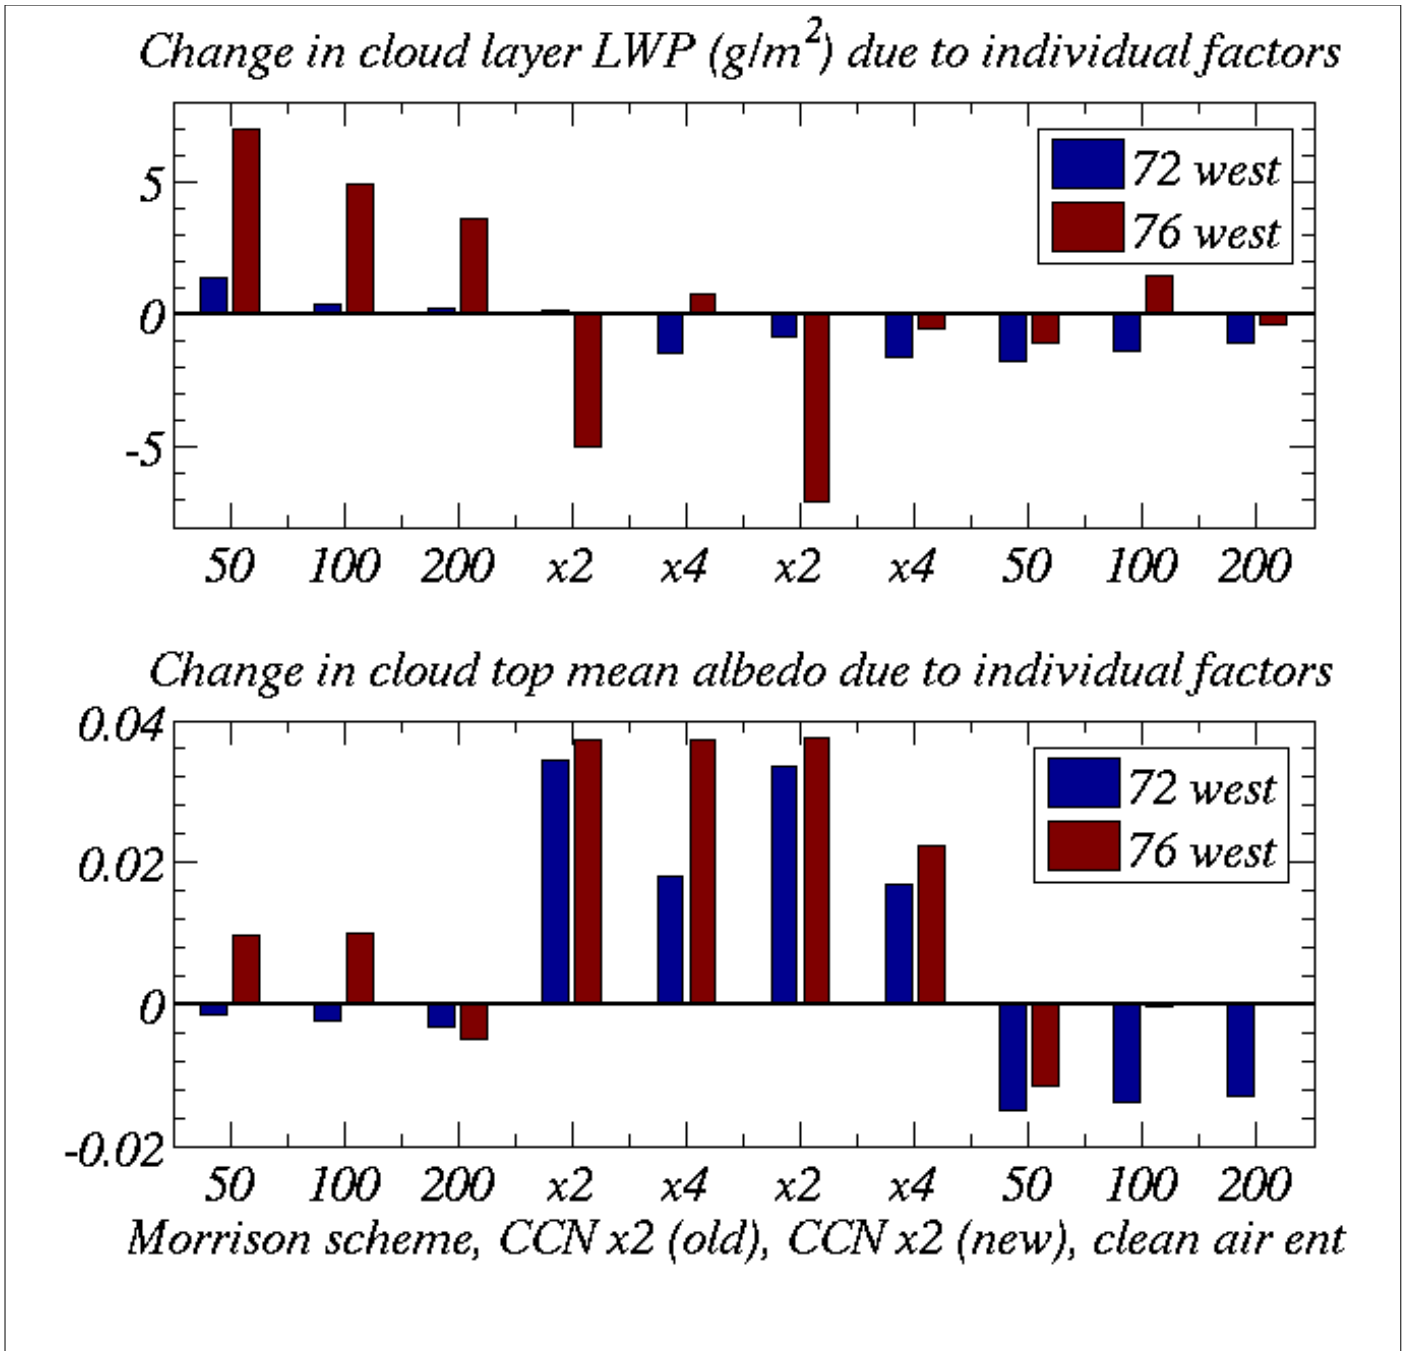 Change in cloud layer LWP (g/m²) due to individual factors
72 west
76 west
5
0
-5
50 100 200 x2 x4 x2 x4 50 100 200
Change in cloud top mean albedo due to individual factors
0.04
72 west
76 west
0.02
0
-0.02
50 100 200 x2 x4 x2 x4 50 100 200
Morrison scheme, CCN x2 (old), CCN x2 (new), clean air ent